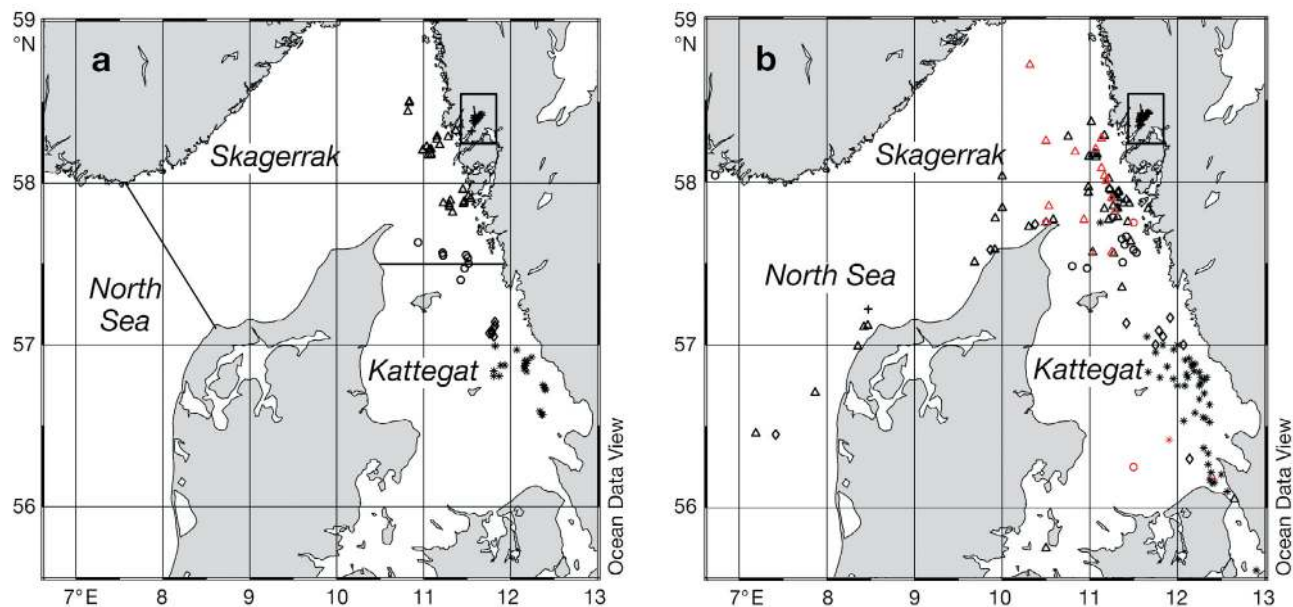 59
°N
a
Skagerrak
58
North
Sea
57
Kattegat
56
7°E
8
9
10
11
12
13
Ocean Data View
59
°N
b
Skagerrak
58
North Sea
57
Kattegat
56
7°E
8
9
10
11
12
13
Ocean Data View